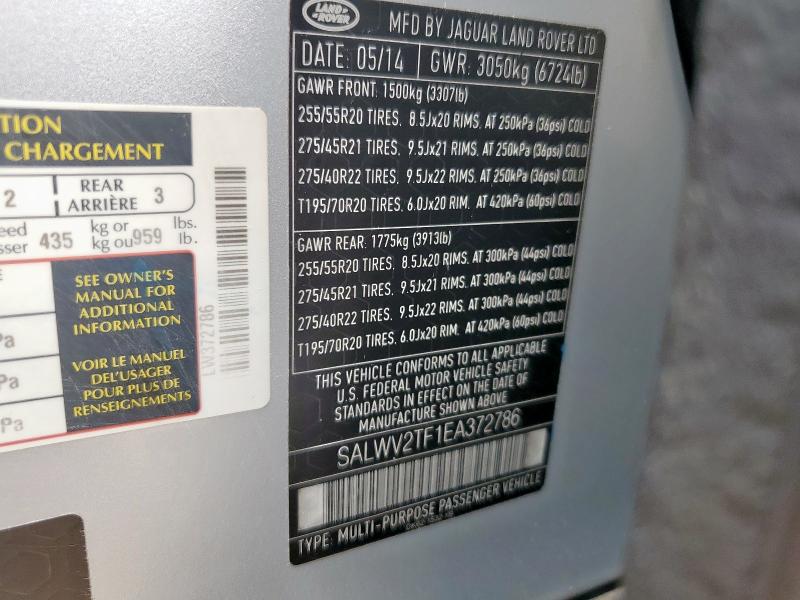 TION
CHARGEMENT
2
REAR
ARRIÈRE 3
eed
sser 435 kg or
kg ou 959 lbs.
lb.
SEE OWNER'S
MANUAL FOR
ADDITIONAL
INFORMATION
VOIR LE MANUEL
DEL'USAGER
POUR PLUS DE
RENSEIGNEMENTS
Pa
Pa
Pa
EW372786
LAND
ROVER
MFD BY JAGUAR LAND ROVER LTD
DATE: 05/14 GWR: 3050kg (6724lb)
GAWR FRONT: 1500kg (3307lb)
255/55R20 TIRES, 8.5Jx20 RIMS, AT 250kPa (36psi) COLD
275/45R21 TIRES, 9.5Jx21 RIMS, AT 250kPa (36psi) COLD
275/40R22 TIRES, 9.5Jx22 RIMS, AT 250kPa (36psi) COLD
T195/70R20 TIRES, 6.0Jx20 RIM, AT 420kPa (60psi) COLD
GAWR REAR: 1775kg (3913lb)
255/55R20 TIRES, 8.5Jx20 RIMS, AT 300kPa (44psi) COLD
275/45R21 TIRES, 9.5Jx21 RIMS, AT 300kPa (44psi) COLD
275/40R22 TIRES, 9.5Jx22 RIMS, AT 300kPa (44psi) COLD
T195/70R20 TIRES, 6.0Jx20 RIM, AT 420kPa (60psi) COLD
THIS VEHICLE CONFORMS TO ALL APPLICABLE
U.S. FEDERAL MOTOR VEHICLE SAFETY
STANDARDS IN EFFECT ON THE DATE OF
MANUFACTURE SHOWN ABOVE.
SALWV2TF1EA372786
TYPE: MULTI-PURPOSE PASSENGER VEHICLE